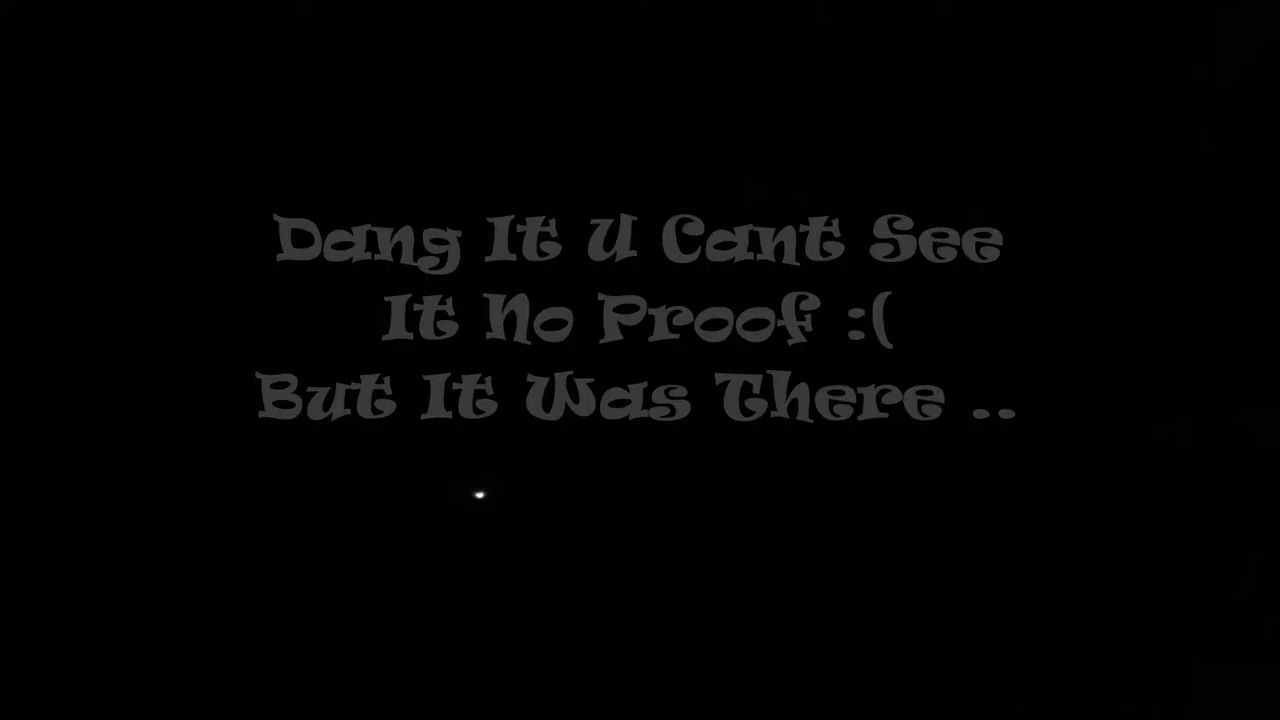 Dang It U Cant See
It No Proof :(
But It Was There ..